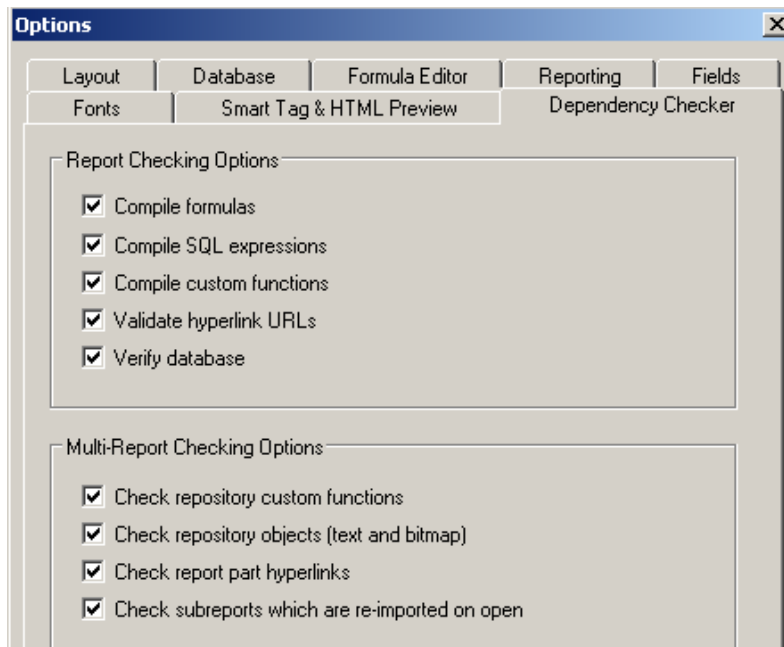 Options
Layout Database Formula Editor Reporting Fields
Fonts Smart Tag & HTML Preview Dependency Checker
Report Checking Options
Compile formulas
Compile SQL expressions
Compile custom functions
Validate hyperlink URLs
Verify database
Multi-Report Checking Options
Check repository custom functions
Check repository objects (text and bitmap)
Check report part hyperlinks
Check subreports which are re-imported on open